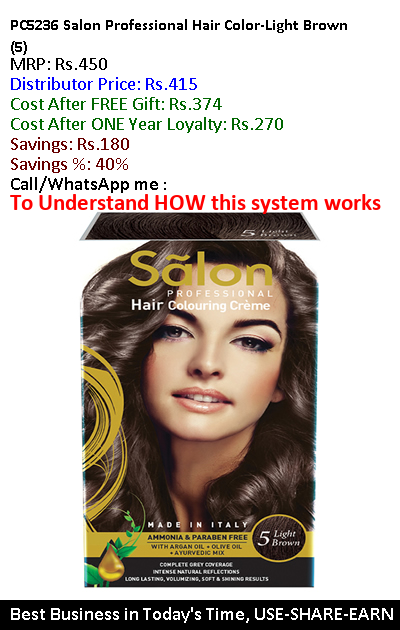 PC5236 Salon Professional Hair Color-Light Brown
(5)
MRP: Rs.450
Distributor Price: Rs.415
Cost After FREE Gift: Rs.374
Cost After ONE Year Loyalty: Rs.270
Savings: Rs.180
Savings %: 40%
Call/WhatsApp me :
To Understand HOW this system works
5 Light
Brown
Sãlon
PROFESSIONAL
Hair Colouring Crème
MADE IN ITALY
AMMONIA & PARABEN FREE
WITH ARGAN OIL + OLIVE OIL
+ AYURVEDIC MIX
5 Light
Brown
COMPLETE GREY COVERAGE
INTENSE NATURAL REFLECTIONS
LONG LASTING, VOLUMIZING, SOFT & SHINING RESULTS
Best Business in Today's Time, USE-SHARE-EARN